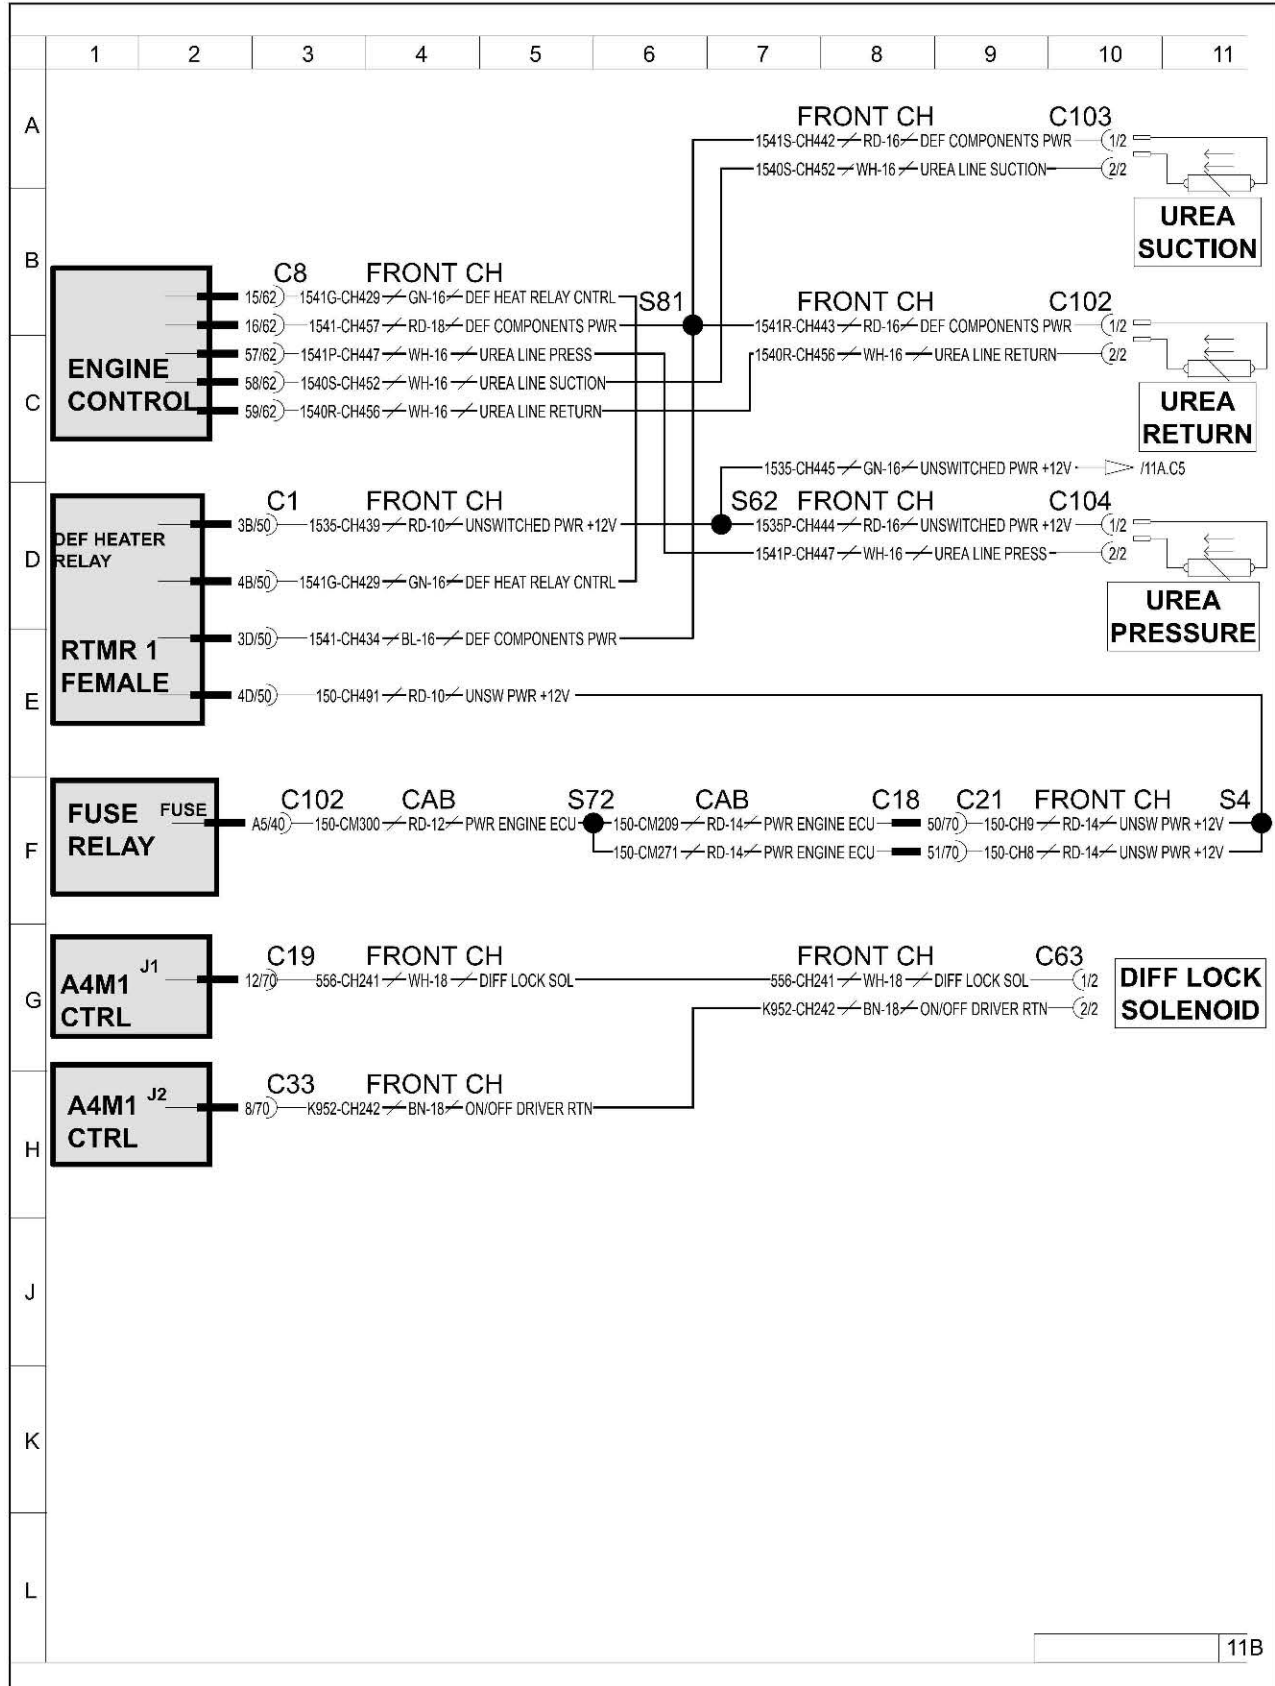 1 2 3 4 5 6 7 8 9 10 11
A
FRONT CH C103
1541S-CH442 RD-16 DEF COMPONENTS PWR 1/2
1540S-CH452 WH-16 UREA LINE SUCTION 2/2
UREA
SUCTION
B
C8 FRONT CH
15/62 1541G-CH429 GN-16 DEF HEAT RELAY CNTRL
S81
C102
16/62 1541-CH457 RD-18 DEF COMPONENTS PWR 1541R-CH443 RD-16 DEF COMPONENTS PWR 1/2
57/62 1541P-CH447 WH-16 UREA LINE PRESS 1540R-CH456 WH-16 UREA LINE RETURN 2/2
ENGINE
CONTROL
58/62 1540S-CH452 WH-16 UREA LINE SUCTION
C
59/62 1540R-CH456 WH-16 UREA LINE RETURN
UREA
RETURN
1535-CH445 GN-16 UNSWITCHED PWR +12V /11A.C5
C1 FRONT CH S62 FRONT CH C104
3B/50 1535-CH439 RD-10 UNSWITCHED PWR +12V 1535P-CH444 RD-16 UNSWITCHED PWR +12V 1/2
DEF HEATER
RELAY
1541P-CH447 WH-16 UREA LINE PRESS 2/2
D
4B/50 1541G-CH429 GN-16 DEF HEAT RELAY CNTRL
UREA
PRESSURE
3D/50 1541-CH434 BL-16 DEF COMPONENTS PWR
RTMR 1
FEMALE
4D/50 150-CH491 RD-10 UNSW PWR +12V
E
C102 CAB S72 CAB C18 C21 FRONT CH S4
FUSE
RELAY
FUSE
A5/40 150-CM300 RD-12 PWR ENGINE ECU 150-CM209 RD-14 PWR ENGINE ECU 50/70 150-CH9 RD-14 UNSW PWR +12V
F
150-CM271 RD-14 PWR ENGINE ECU 51/70 150-CH8 RD-14 UNSW PWR +12V
C19 FRONT CH FRONT CH C63
J1
A4M1
CTRL
12/70 556-CH241 WH-18 DIFF LOCK SOL 556-CH241 WH-18 DIFF LOCK SOL 1/2
DIFF LOCK
SOLENOID
G
K952-CH242 BN-18 ON/OFF DRIVER RTN 2/2
C33 FRONT CH
J2
A4M1
CTRL
8/70 K952-CH242 BN-18 ON/OFF DRIVER RTN
H
J
K
L
11B